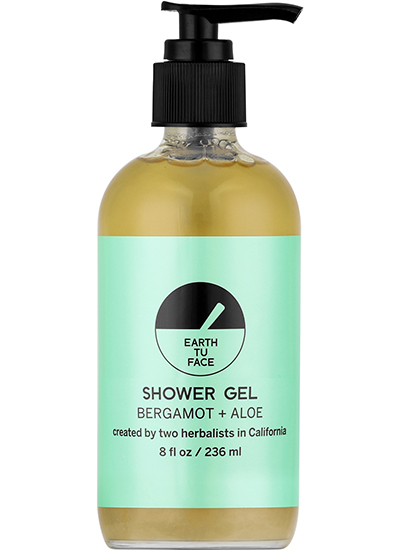 EARTH
TU
FACE
SHOWER GEL
BERGAMOT + ALOE
created by two herbalists in California
8 fl oz / 236 ml